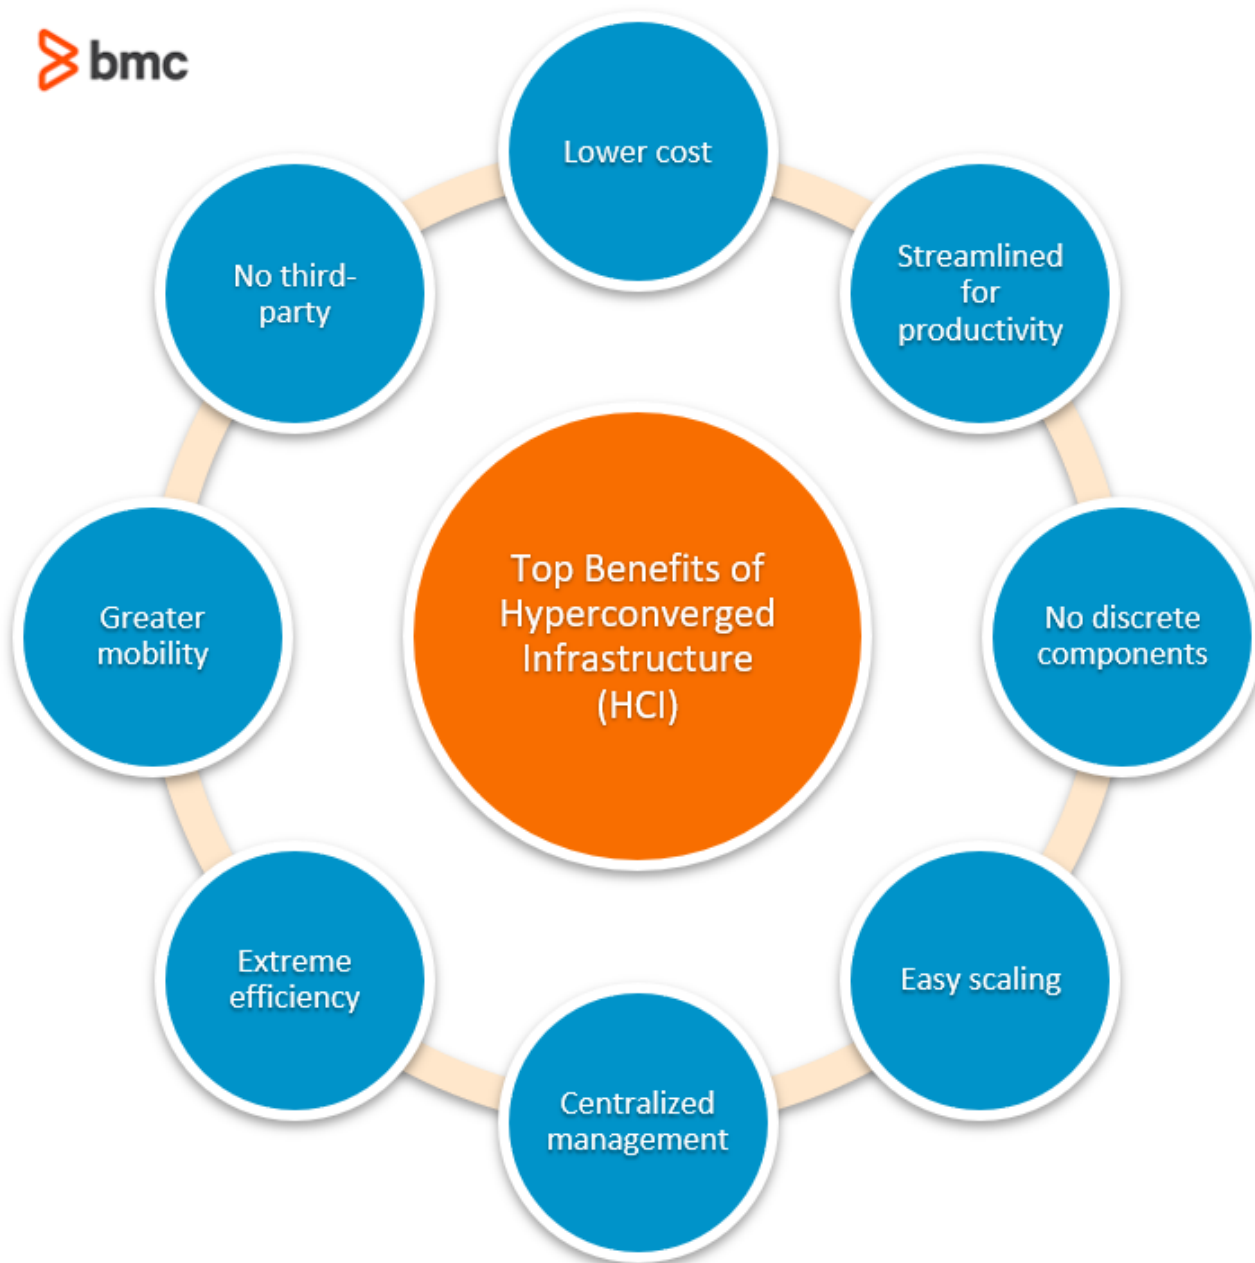 bmc
Lower cost
Streamlined
for
productivity
No discrete
components
Easy scaling
Centralized
management
Extreme
efficiency
Greater
mobility
No third-
party
Top Benefits of
Hyperconverged
Infrastructure
(HCI)